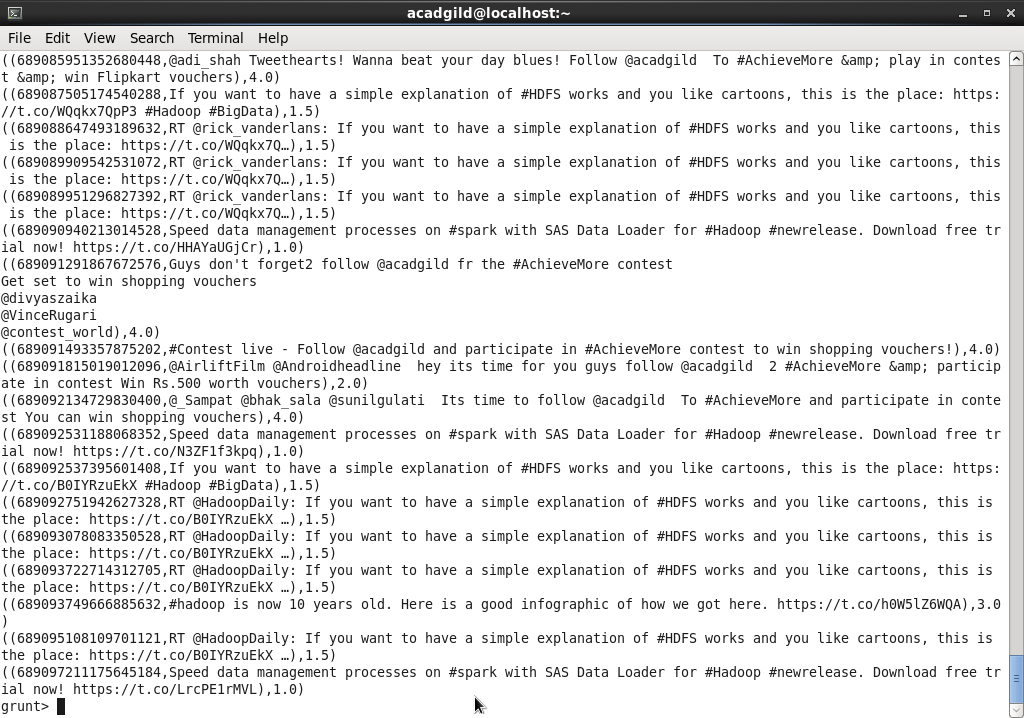 acadgild@localhost:~
File Edit View Search Terminal Help
((689085951352680448,@adi_shah Tweethearts! Wanna beat your day blues! Follow @acadgild  To #AchieveMore &amp; play in contes
t &amp; win Flipkart vouchers),4.0)
((689087505174540288,If you want to have a simple explanation of #HDFS works and you like cartoons, this is the place: https:
//t.co/WQqkx7QpP3 #Hadoop #BigData),1.5)
((689088647493189632,RT @rick_vanderlans: If you want to have a simple explanation of #HDFS works and you like cartoons, this
 is the place: https://t.co/WQqkx7Q…),1.5)
((689089909542531072,RT @rick_vanderlans: If you want to have a simple explanation of #HDFS works and you like cartoons, this
 is the place: https://t.co/WQqkx7Q…),1.5)
((689089951296827392,RT @rick_vanderlans: If you want to have a simple explanation of #HDFS works and you like cartoons, this
 is the place: https://t.co/WQqkx7Q…),1.5)
((689090940213014528,Speed data management processes on #spark with SAS Data Loader for #Hadoop #newrelease. Download free tr
ial now! https://t.co/HHAYaUGjCr),1.0)
((689091291867672576,Guys don't forget2 follow @acadgild fr the #AchieveMore contest
Get set to win shopping vouchers
@divyaszaika
@VinceRugari
@contest_world),4.0)
((689091493357875202,#Contest live - Follow @acadgild and participate in #AchieveMore contest to win shopping vouchers!),4.0)
((689091815019012096,@AirliftFilm @Androidheadline  hey its time for you guys follow @acadgild  2 #AchieveMore &amp; particip
ate in contest Win Rs.500 worth vouchers),2.0)
((689092134729830400,@_Sampat @bhak_sala @sunilgulati  Its time to follow @acadgild  To #AchieveMore and participate in conte
st You can win shopping vouchers),4.0)
((689092531188068352,Speed data management processes on #spark with SAS Data Loader for #Hadoop #newrelease. Download free tr
ial now! https://t.co/N3ZF1f3kpq),1.0)
((689092537395601408,If you want to have a simple explanation of #HDFS works and you like cartoons, this is the place: https:
//t.co/B0IYRzuEkX #Hadoop #BigData),1.5)
((689092751942627328,RT @HadoopDaily: If you want to have a simple explanation of #HDFS works and you like cartoons, this is
the place: https://t.co/B0IYRzuEkX …),1.5)
((689093078083350528,RT @HadoopDaily: If you want to have a simple explanation of #HDFS works and you like cartoons, this is
the place: https://t.co/B0IYRzuEkX …),1.5)
((689093722714312705,RT @HadoopDaily: If you want to have a simple explanation of #HDFS works and you like cartoons, this is
the place: https://t.co/B0IYRzuEkX …),1.5)
((689093749666885632,#hadoop is now 10 years old. Here is a good infographic of how we got here. https://t.co/h0W5lZ6WQA),3.0
)
((689095108109701121,RT @HadoopDaily: If you want to have a simple explanation of #HDFS works and you like cartoons, this is
the place: https://t.co/B0IYRzuEkX …),1.5)
((689097211175645184,Speed data management processes on #spark with SAS Data Loader for #Hadoop #newrelease. Download free tr
ial now! https://t.co/LrcPE1rMVL),1.0)
grunt>